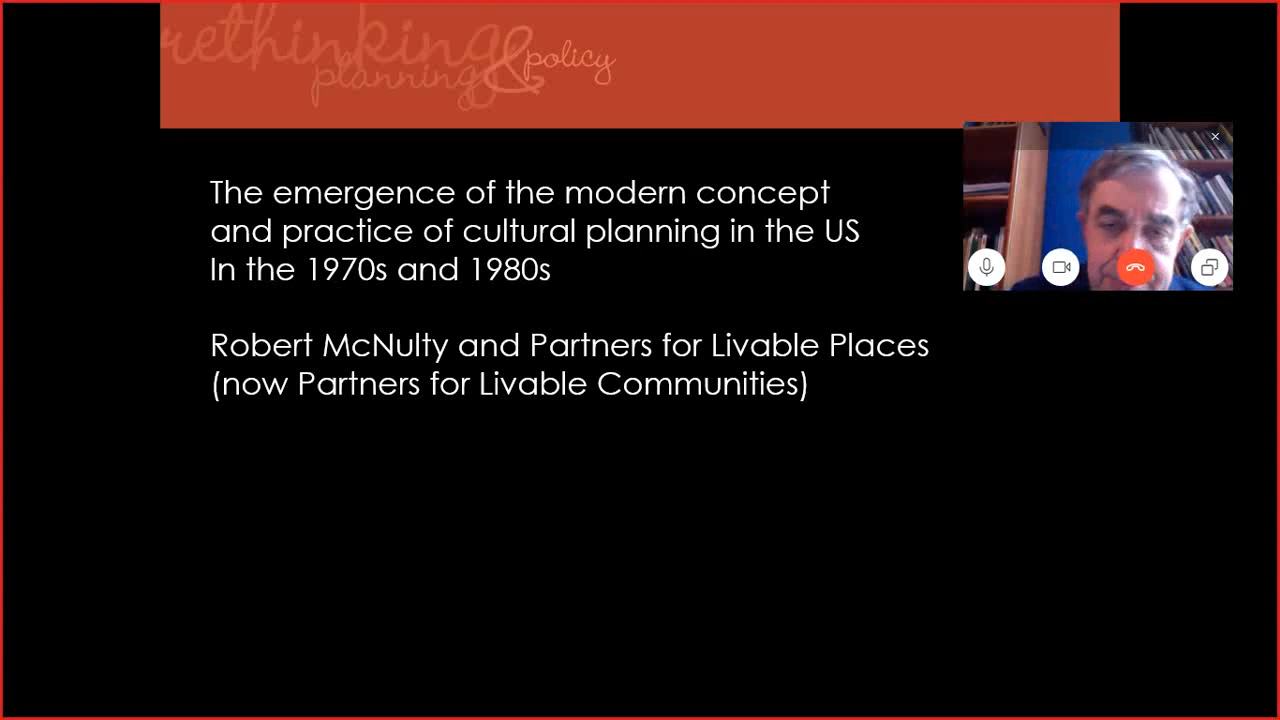 rethinking
planning & policy
The emergence of the modern concept
and practice of cultural planning in the US
In the 1970s and 1980s
Robert McNulty and Partners for Livable Places
(now Partners for Livable Communities)